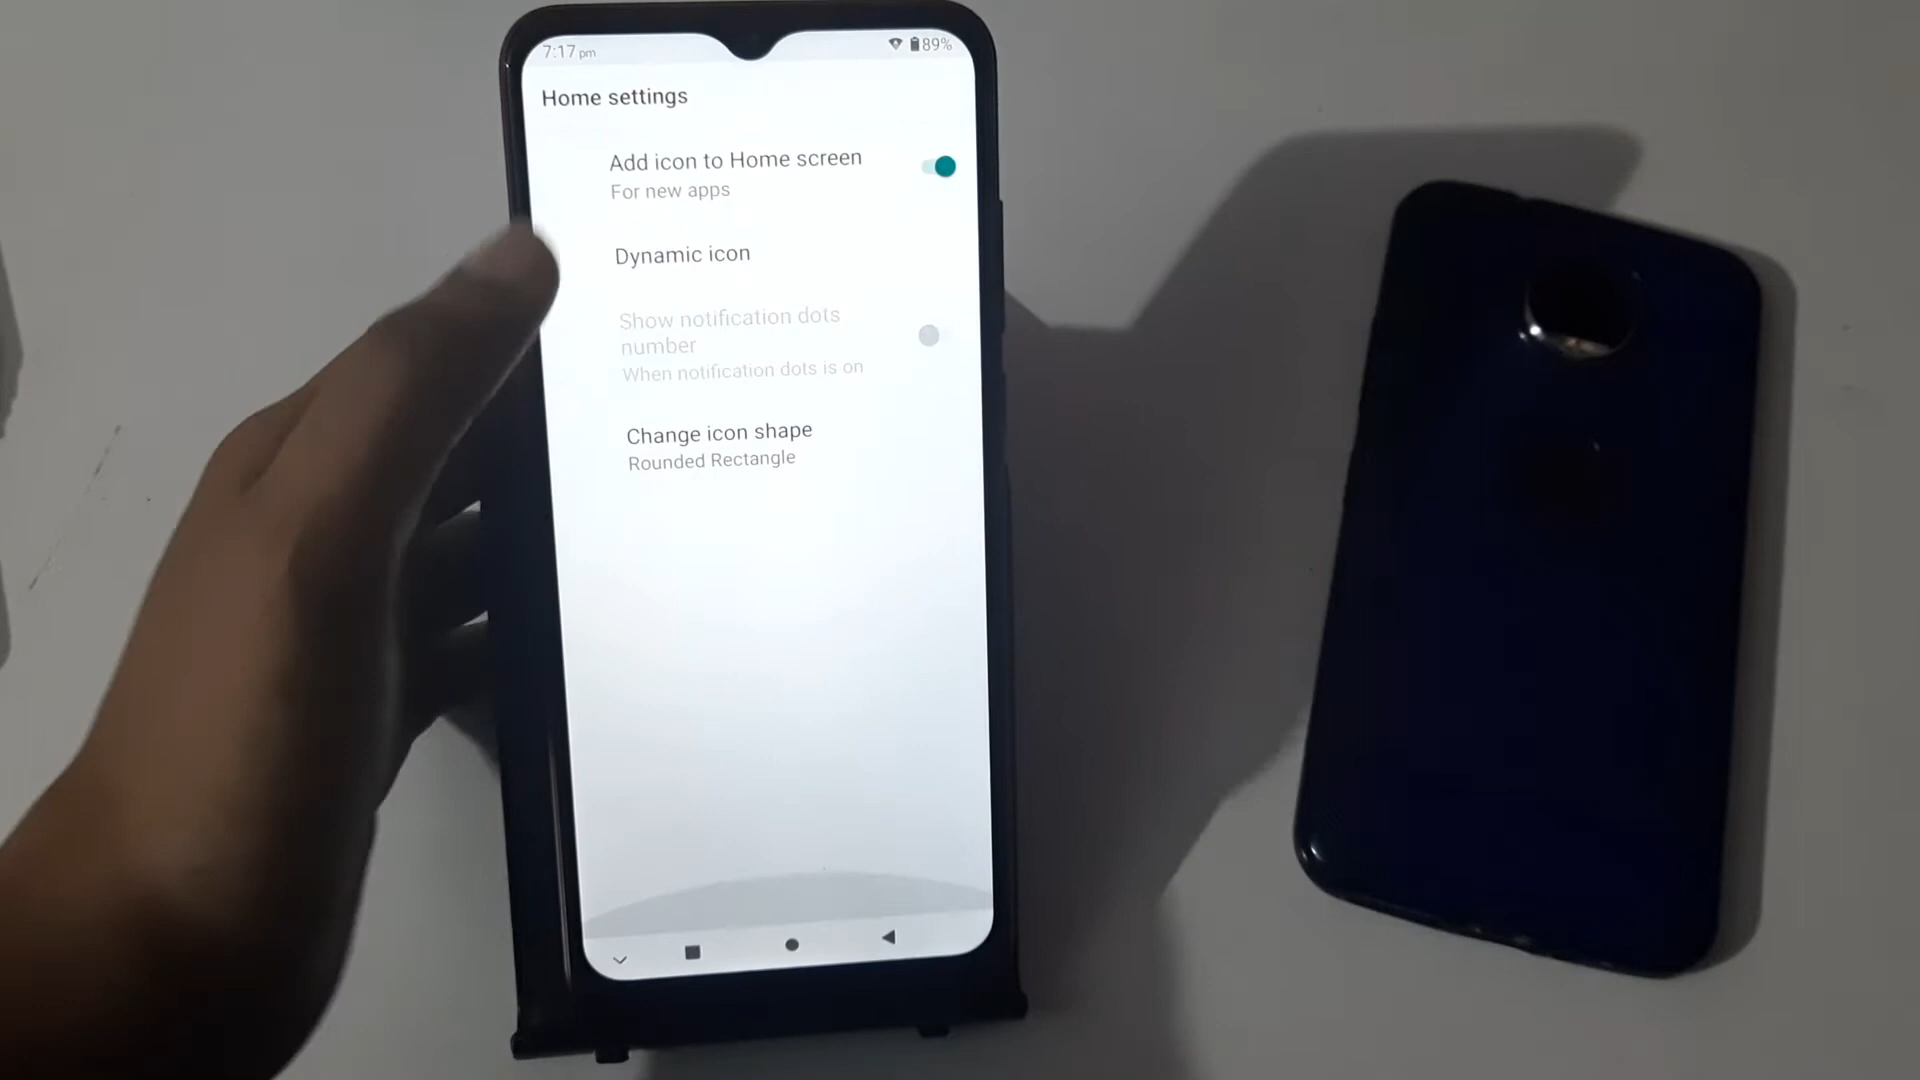 7:17 pm
89%
Home settings
Add icon to Home screen
For new apps
Dynamic icon
Show notification dots
number
When notification dots is on
Change icon shape
Rounded Rectangle